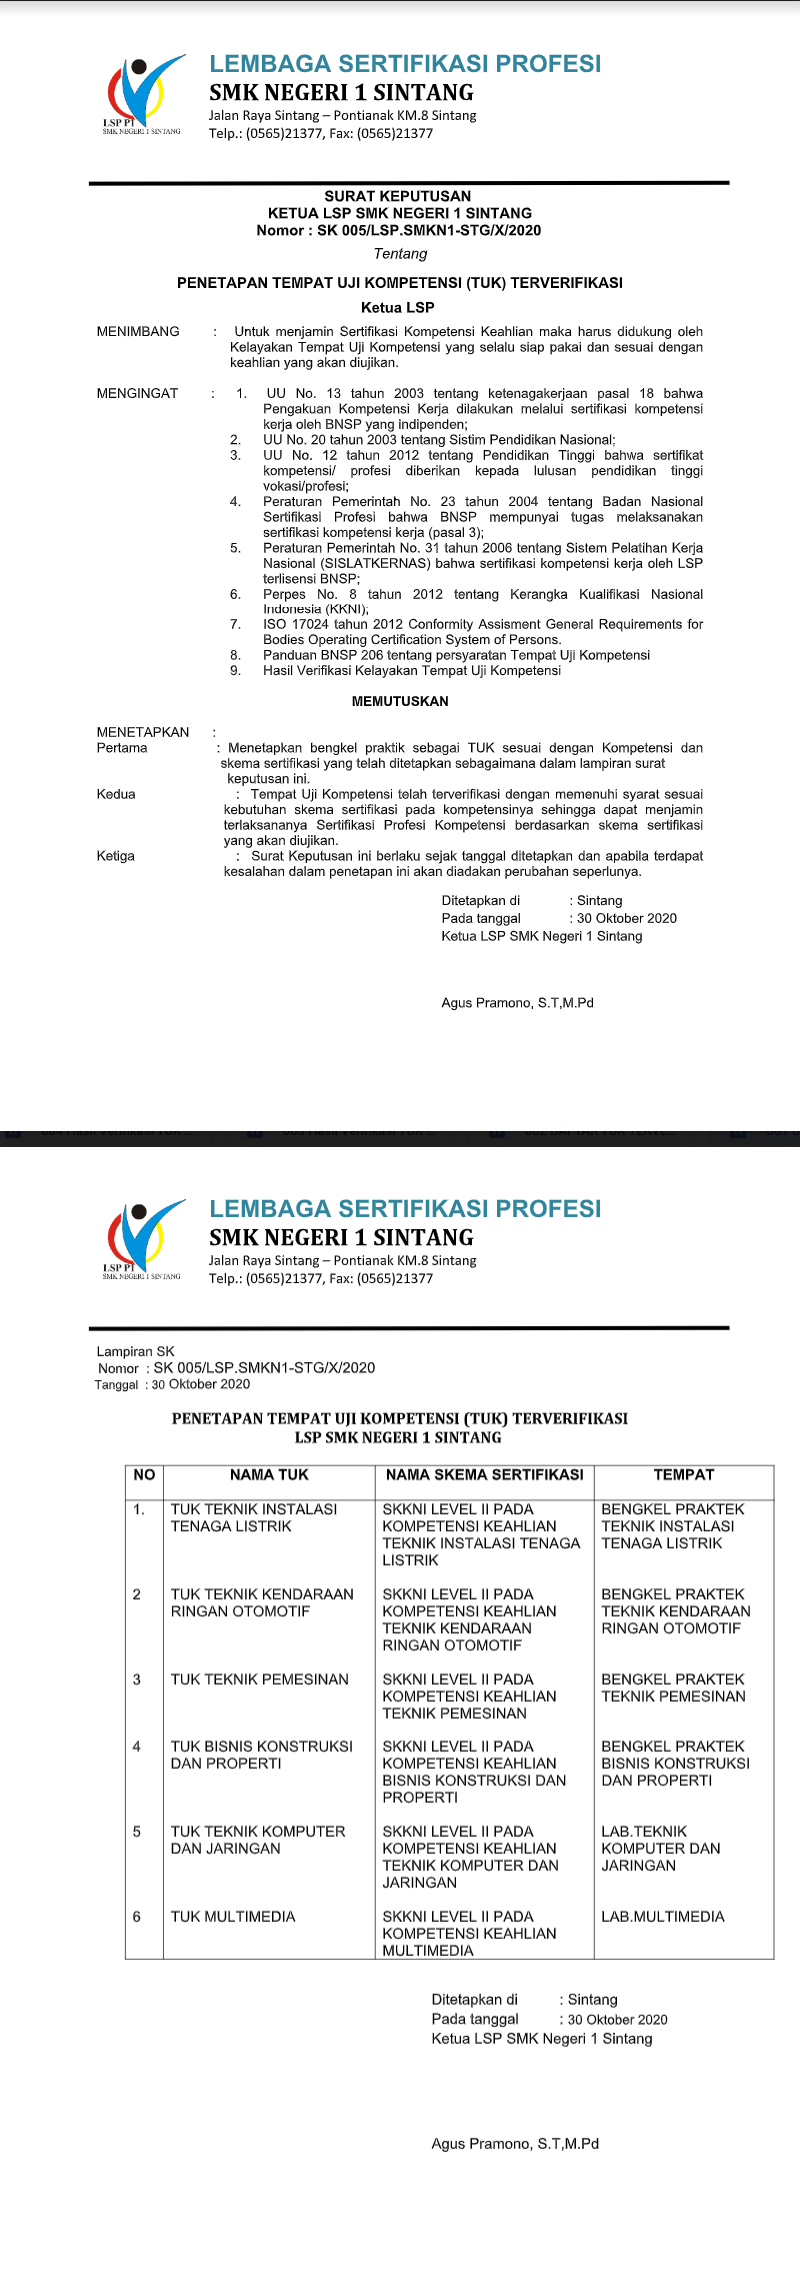 LSP P1
SMK NEGERI 1 SINTANG
LEMBAGA SERTIFIKASI PROFESI
SMK NEGERI 1 SINTANG
Jalan Raya Sintang – Pontianak KM.8 Sintang
Telp.: (0565)21377, Fax: (0565)21377
SURAT KEPUTUSAN
KETUA LSP SMK NEGERI 1 SINTANG
Nomor : SK 005/LSP.SMKN1-STG/X/2020
Tentang
PENETAPAN TEMPAT UJI KOMPETENSI (TUK) TERVERIFIKASI
Ketua LSP
MENIMBANG : Untuk menjamin Sertifikasi Kompetensi Keahlian maka harus didukung oleh
Kelayakan Tempat Uji Kompetensi yang selalu siap pakai dan sesuai dengan
keahlian yang akan diujikan.
MENGINGAT : 1. UU No. 13 tahun 2003 tentang ketenagakerjaan pasal 18 bahwa
Pengakuan Kompetensi Kerja dilakukan melalui sertifikasi kompetensi
kerja oleh BNSP yang indipenden;
2. UU No. 20 tahun 2003 tentang Sistim Pendidikan Nasional;
3. UU No. 12 tahun 2012 tentang Pendidikan Tinggi bahwa sertifikat
kompetensi/ profesi diberikan kepada lulusan pendidikan tinggi
vokasi/profesi;
4. Peraturan Pemerintah No. 23 tahun 2004 tentang Badan Nasional
Sertifikasi Profesi bahwa BNSP mempunyai tugas melaksanakan
sertifikasi kompetensi kerja (pasal 3);
5. Peraturan Pemerintah No. 31 tahun 2006 tentang Sistem Pelatihan Kerja
Nasional (SISLATKERNAS) bahwa sertifikasi kompetensi kerja oleh LSP
terlisensi BNSP;
6. Perpes No. 8 tahun 2012 tentang Kerangka Kualifikasi Nasional
Indonesia (KKNI);
7. ISO 17024 tahun 2012 Conformity Assisment General Requirements for
Bodies Operating Certification System of Persons.
8. Panduan BNSP 206 tentang persyaratan Tempat Uji Kompetensi
9. Hasil Verifikasi Kelayakan Tempat Uji Kompetensi
MEMUTUSKAN
MENETAPKAN :
Pertama : Menetapkan bengkel praktik sebagai TUK sesuai dengan Kompetensi dan
skema sertifikasi yang telah ditetapkan sebagaimana dalam lampiran surat
keputusan ini.
Kedua : Tempat Uji Kompetensi telah terverifikasi dengan memenuhi syarat sesuai
kebutuhan skema sertifikasi pada kompetensinya sehingga dapat menjamin
terlaksananya Sertifikasi Profesi Kompetensi berdasarkan skema sertifikasi
yang akan diujikan.
Ketiga : Surat Keputusan ini berlaku sejak tanggal ditetapkan dan apabila terdapat
kesalahan dalam penetapan ini akan diadakan perubahan seperlunya.
Ditetapkan di : Sintang
Pada tanggal : 30 Oktober 2020
Ketua LSP SMK Negeri 1 Sintang
Agus Pramono, S.T,M.Pd
LSP P1
SMK NEGERI 1 SINTANG
LEMBAGA SERTIFIKASI PROFESI
SMK NEGERI 1 SINTANG
Jalan Raya Sintang – Pontianak KM.8 Sintang
Telp.: (0565)21377, Fax: (0565)21377
Lampiran SK
Nomor : SK 005/LSP.SMKN1-STG/X/2020
Tanggal : 30 Oktober 2020
PENETAPAN TEMPAT UJI KOMPETENSI (TUK) TERVERIFIKASI
LSP SMK NEGERI 1 SINTANG
NO NAMA TUK NAMA SKEMA SERTIFIKASI TEMPAT
1. TUK TEKNIK INSTALASI SKKNI LEVEL II PADA BENGKEL PRAKTEK
TENAGA LISTRIK KOMPETENSI KEAHLIAN TEKNIK INSTALASI
TEKNIK INSTALASI TENAGA TENAGA LISTRIK
LISTRIK
2 TUK TEKNIK KENDARAAN SKKNI LEVEL II PADA BENGKEL PRAKTEK
RINGAN OTOMOTIF KOMPETENSI KEAHLIAN TEKNIK KENDARAAN
TEKNIK KENDARAAN RINGAN OTOMOTIF
RINGAN OTOMOTIF
3 TUK TEKNIK PEMESINAN SKKNI LEVEL II PADA BENGKEL PRAKTEK
KOMPETENSI KEAHLIAN TEKNIK PEMESINAN
TEKNIK PEMESINAN
4 TUK BISNIS KONSTRUKSI SKKNI LEVEL II PADA BENGKEL PRAKTEK
DAN PROPERTI KOMPETENSI KEAHLIAN BISNIS KONSTRUKSI
BISNIS KONSTRUKSI DAN DAN PROPERTI
PROPERTI
5 TUK TEKNIK KOMPUTER SKKNI LEVEL II PADA LAB.TEKNIK
DAN JARINGAN KOMPETENSI KEAHLIAN KOMPUTER DAN
TEKNIK KOMPUTER DAN JARINGAN
JARINGAN
6 TUK MULTIMEDIA SKKNI LEVEL II PADA LAB.MULTIMEDIA
KOMPETENSI KEAHLIAN
MULTIMEDIA
Ditetapkan di : Sintang
Pada tanggal : 30 Oktober 2020
Ketua LSP SMK Negeri 1 Sintang
Agus Pramono, S.T,M.Pd